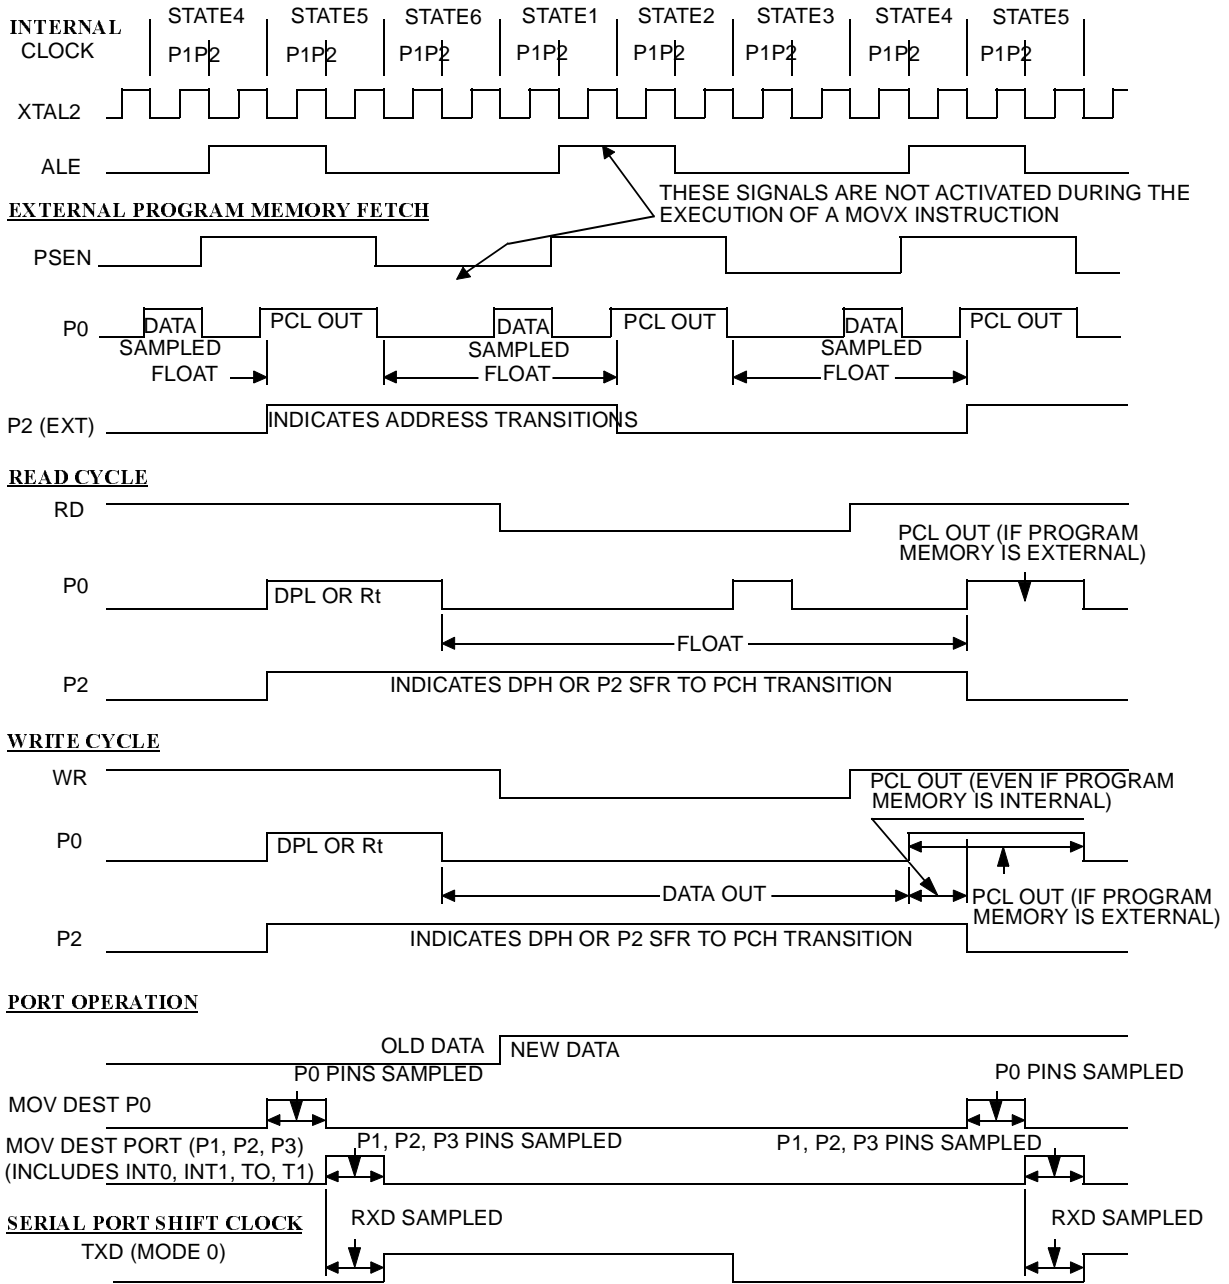 INTERNAL
CLOCK
STATE4 STATE5 STATE6 STATE1 STATE2 STATE3 STATE4 STATE5
P1P2 P1P2 P1P2 P1P2 P1P2 P1P2 P1P2 P1P2
XTAL2
ALE
THESE SIGNALS ARE NOT ACTIVATED DURING THE
EXECUTION OF A MOVX INSTRUCTION
EXTERNAL PROGRAM MEMORY FETCH
PSEN
P0
DATA PCL OUT DATA PCL OUT DATA PCL OUT
SAMPLED SAMPLED SAMPLED
FLOAT FLOAT FLOAT
P2 (EXT)
INDICATES ADDRESS TRANSITIONS
READ CYCLE
RD
PCL OUT (IF PROGRAM
MEMORY IS EXTERNAL)
P0
DPL OR Rt
FLOAT
P2
INDICATES DPH OR P2 SFR TO PCH TRANSITION
WRITE CYCLE
WR
PCL OUT (EVEN IF PROGRAM
MEMORY IS INTERNAL)
P0
DPL OR Rt
DATA OUT
PCL OUT (IF PROGRAM
MEMORY IS EXTERNAL)
P2
INDICATES DPH OR P2 SFR TO PCH TRANSITION
PORT OPERATION
OLD DATA NEW DATA
P0 PINS SAMPLED P0 PINS SAMPLED
MOV DEST P0
MOV DEST PORT (P1, P2, P3)
(INCLUDES INT0, INT1, TO, T1)
P1, P2, P3 PINS SAMPLED P1, P2, P3 PINS SAMPLED
SERIAL PORT SHIFT CLOCK
TXD (MODE 0)
RXD SAMPLED RXD SAMPLED